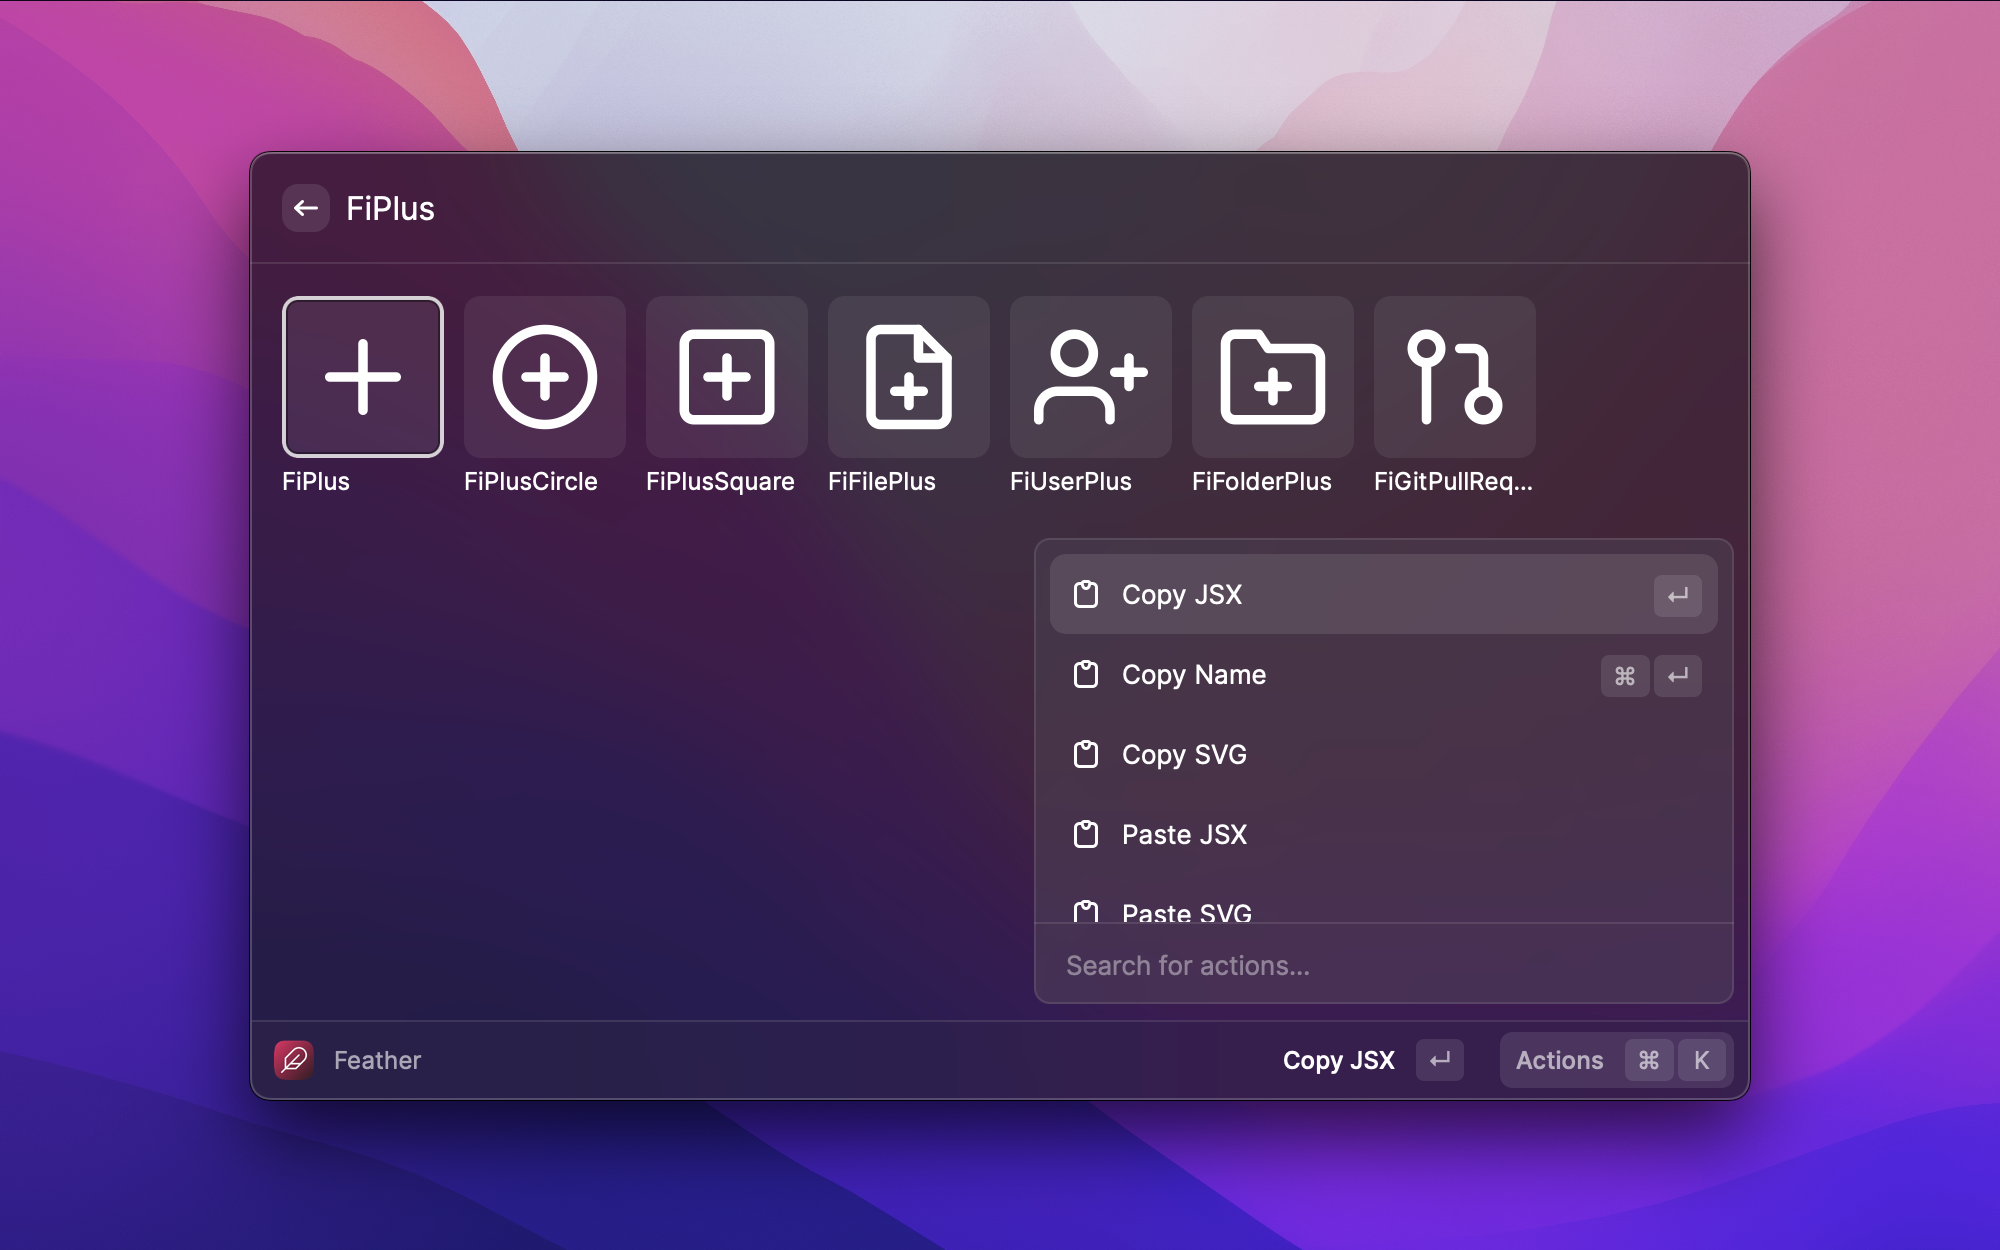 FiPlus
FiPlus
FiPlusCircle
FiPlusSquare
FiFilePlus
FiUserPlus
FiFolderPlus
FiGitPullReq...
Copy JSX
Copy Name
⌘
Copy SVG
Paste JSX
Paste SVG
Search for actions...
Feather
Copy JSX
Actions ⌘ K